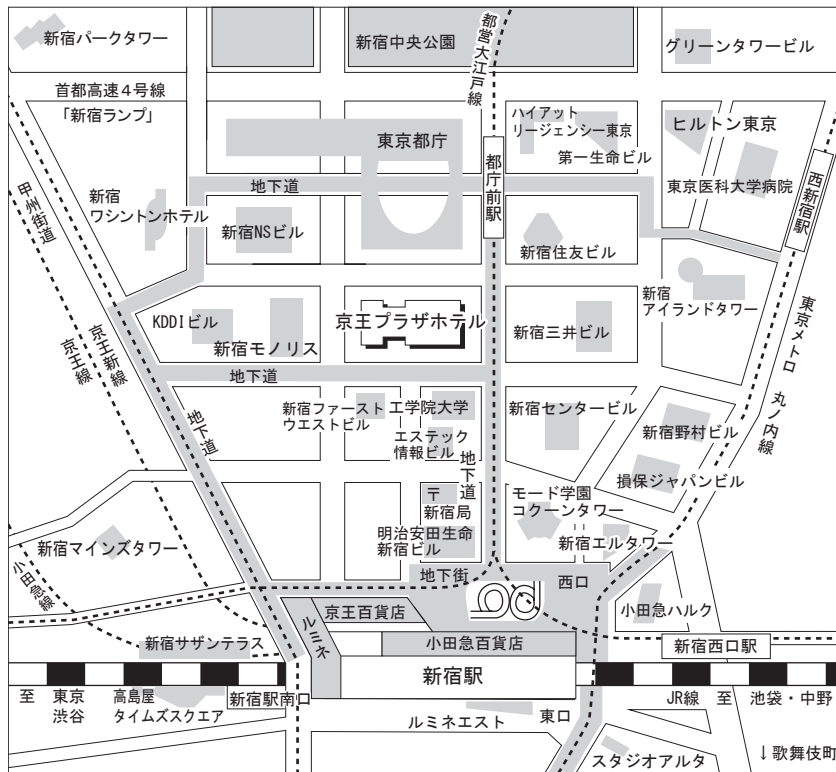 新宿パークタワー
新宿中央公園
都営大江戸線
グリーンタワービル
首都高速4号線
「新宿ランプ」
ハイアット
リージェンシー東京
ヒルトン東京
東京都庁
第一生命ビル
都庁前駅
東京医科大学病院
西新宿駅
地下道
甲州街道
新宿
ワシントンホテル
新宿NSビル
新宿住友ビル
新宿
アイランドタワー
KDDIビル
京王プラザホテル
新宿三井ビル
新宿モノリス
京王新線
京王線
東京メトロ 丸ノ内線
地下道
地下道
新宿ファースト
ウエストビル
工学院大学
新宿センタービル
エステック
情報ビル
新宿野村ビル
地下道
損保ジャパンビル
〒
新宿局
モード学園
コクーンタワー
明治安田生命
新宿ビル
新宿エルタワー
新宿マインズタワー
小田急線
地下街
西口
京王百貨店
小田急ハルク
ルミネ
新宿サザンテラス
小田急百貨店
新宿西口駅
新宿駅
至 東京
渋谷
高島屋
タイムズスクエア
新宿駅南口
JR線 至 池袋・中野
ルミネエスト
東口
スタジオアルタ
↓歌舞伎町